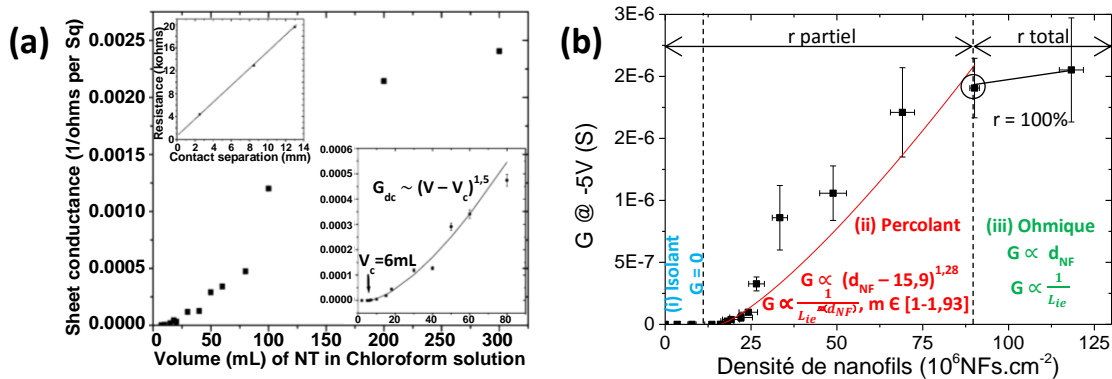 (a)
0.0025
0.0020
0.0015
0.0010
0.0005
0.0000
Sheet conductance (1/ohms per Sq)
0
50
100
150
200
250
300
Volume (mL) of NT in Chloroform solution
20
16
12
8
4
0
Resistance (kohms)
0 2 4 6 8 10 12 14
Contact separation (mm)
0.0006
0.0005
0.0004
0.0003
0.0002
0.0001
0.0000
G_dc ~ (V – V_c)^1,5
V_c =6mL
0 20 40 60 80
(b)
3E-6
2E-6
2E-6
1E-6
5E-7
0
G @ -5V (S)
r partiel
r total
r = 100%
(i) Isolant
G = 0
(ii) Percolant
G ∝ (d_NF – 15,9)^1,28
G ∝ 1/L_ie^m(d_NF), m Є [1-1,93]
(iii) Ohmique
G ∝ d_NF
G ∝ 1/L_ie
0
25
50
75
100
125
Densité de nanofils (10^6NFs.cm^-2)